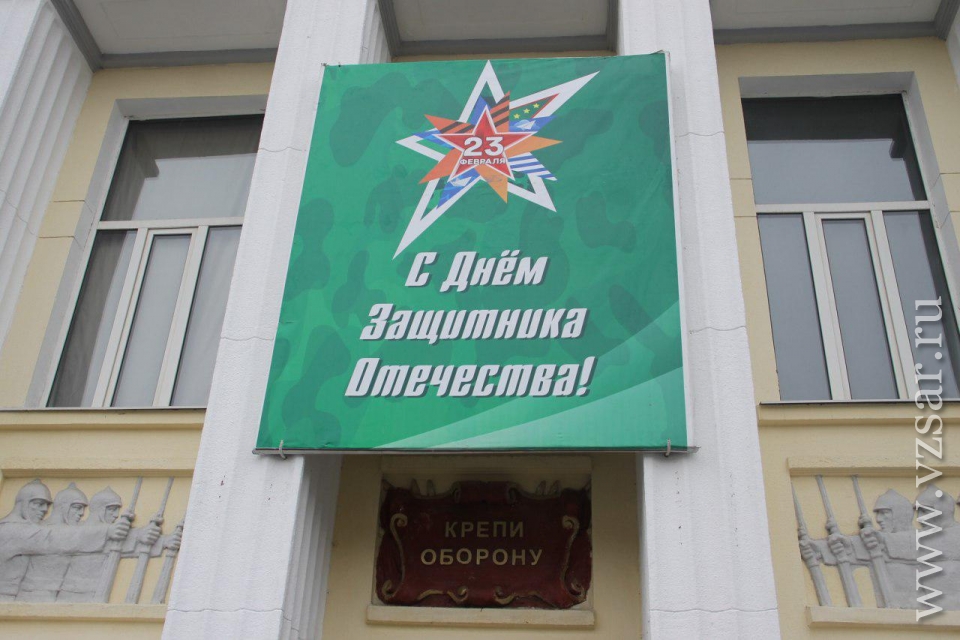 23
ФЕВРАЛЯ
С Днём
Защитника
Отечества!
КРЕПИ
ОБОРОНУ
www.vzsar.ru